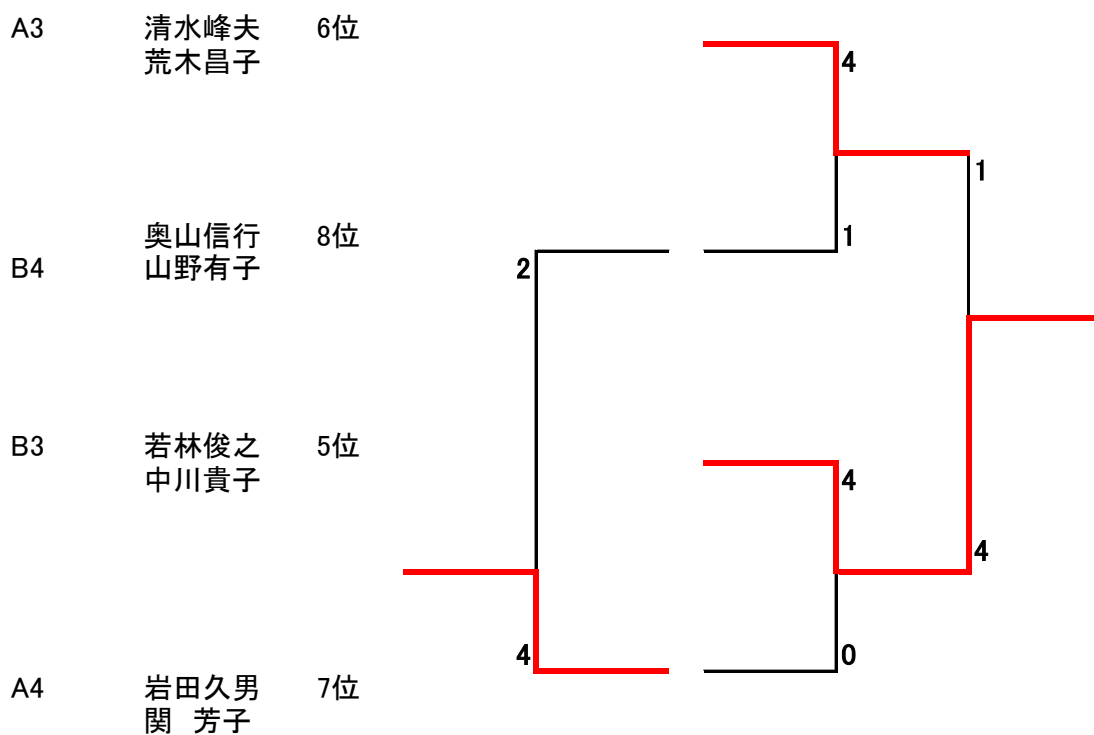 A3 清水峰夫 6位
荒木昌子
4
1
奥山信行 8位
1
B4 山野有子
2
B3 若林俊之 5位
中川貴子
4
4
4
0
A4 岩田久男 7位
関 芳子